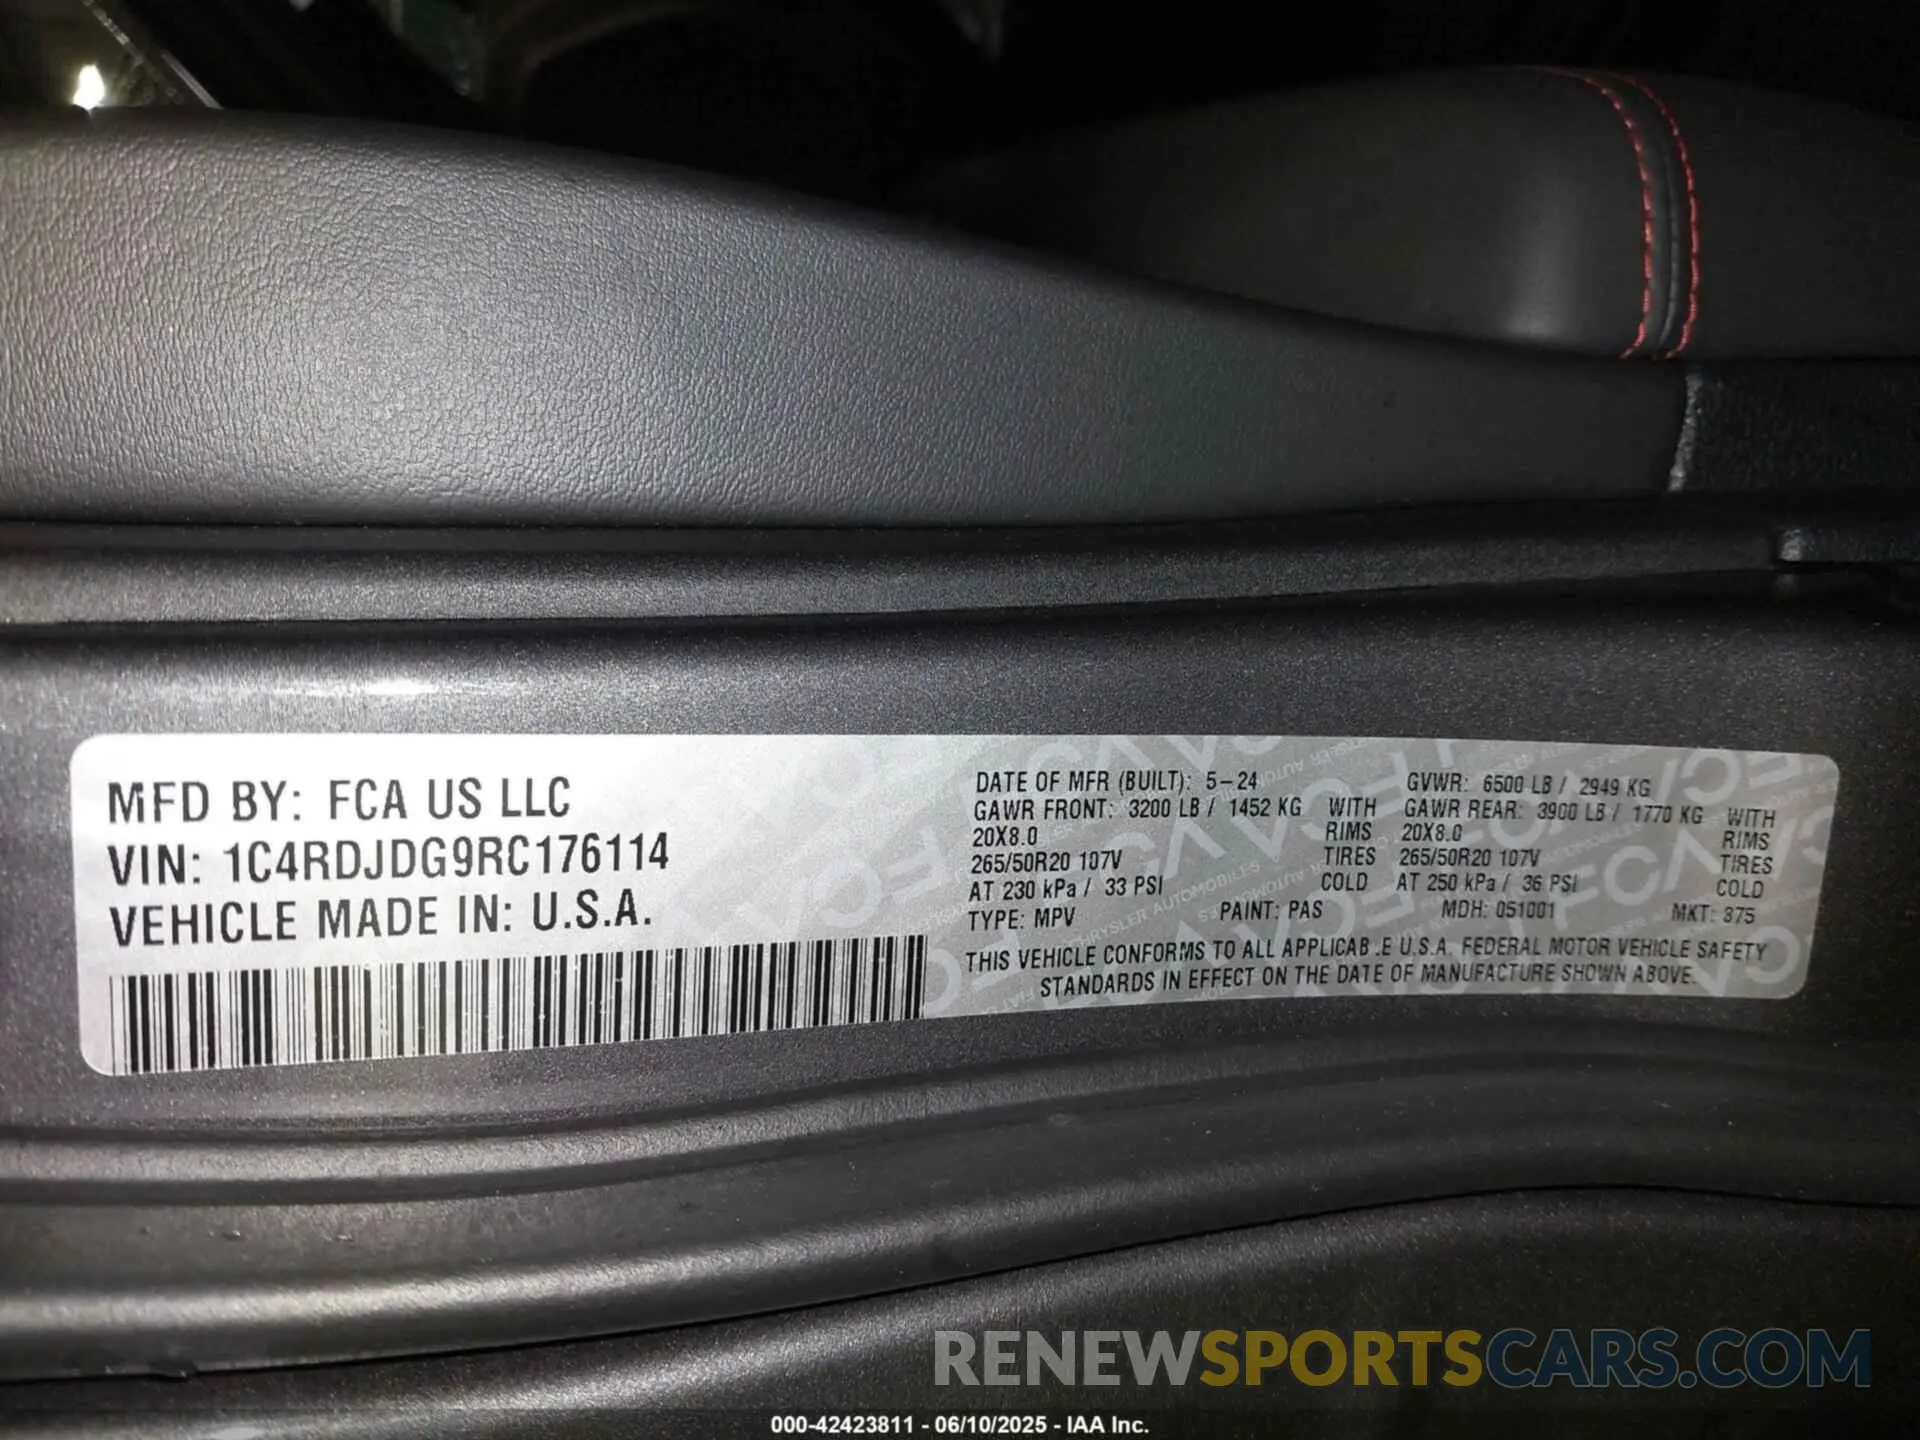 MFD BY: FCA US LLC
VIN: 1C4RDJDG9RC176114
VEHICLE MADE IN: U.S.A.
DATE OF MFR (BUILT): 5-24 GVWR: 6500 LB / 2949 KG
GAWR FRONT: 3200 LB / 1452 KG WITH GAWR REAR: 3900 LB / 1770 KG WITH
20X8.0 RIMS 20X8.0 RIMS
265/50R20 107V TIRES 265/50R20 107V TIRES
AT 230 kPa / 33 PSI COLD AT 250 kPa / 36 PSI COLD
TYPE: MPV PAINT: PAS MDH: 051001 MKT: 375
THIS VEHICLE CONFORMS TO ALL APPLICAB.E U.S.A. FEDERAL MOTOR VEHICLE SAFETY
STANDARDS IN EFFECT ON THE DATE OF MANUFACTURE SHOWN ABOVE.
RENEWSPORTSCARS.COM
000-42423811 - 06/10/2025 - IAA Inc.